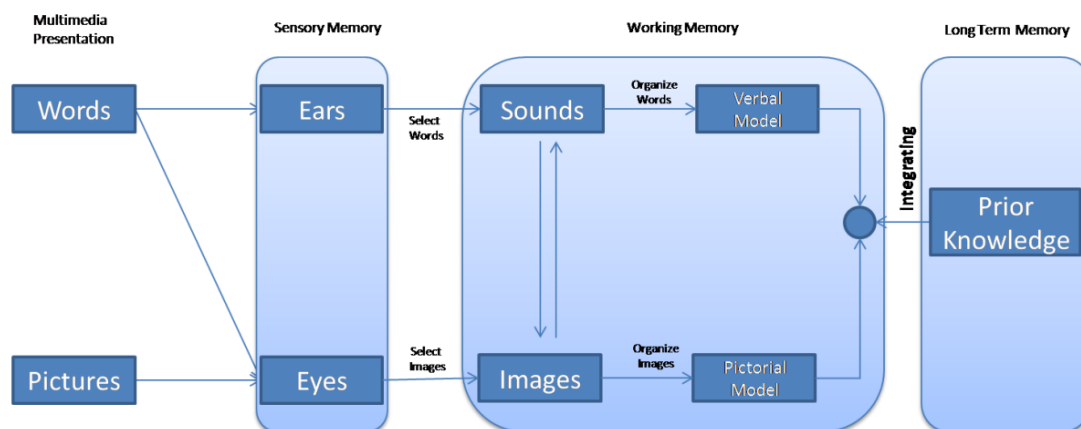 Multimedia
Presentation
Sensory Memory
Working Memory
Long Term Memory
Words
Ears
Select
Words
Sounds
Organize
Words
Verbal
Model
Integrating
Prior
Knowledge
Pictures
Eyes
Select
Images
Images
Organize
Images
Pictorial
Model